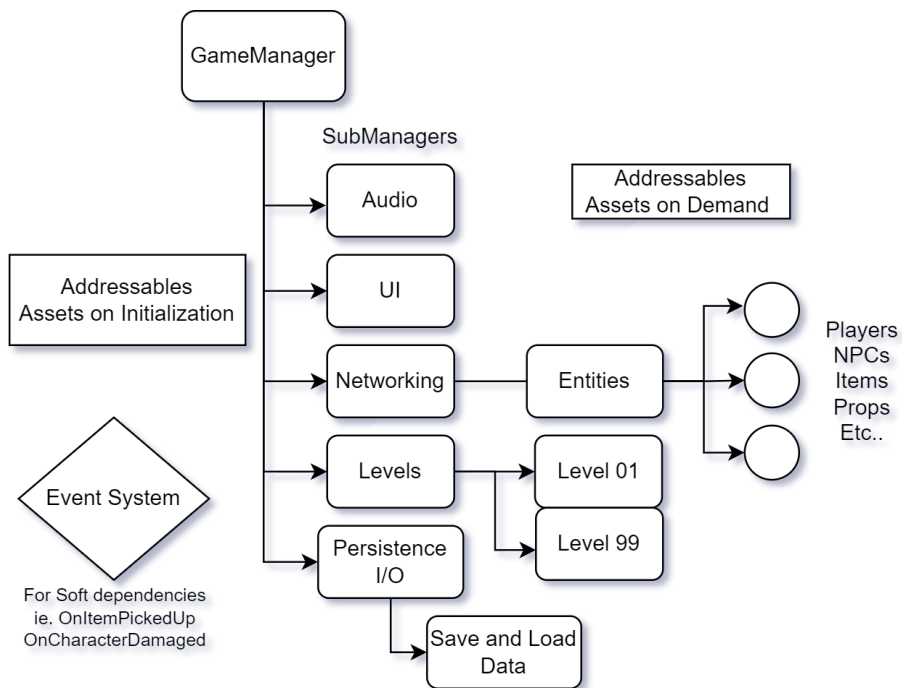 GameManager
SubManagers
Audio
Addressables
Assets on Demand
Addressables
Assets on Initialization
UI
Networking
Entities
Players
NPCs
Items
Props
Etc..
Levels
Level 01
Level 99
Event System
For Soft dependencies
ie. OnItemPickedUp
OnCharacterDamaged
Persistence
I/O
Save and Load
Data